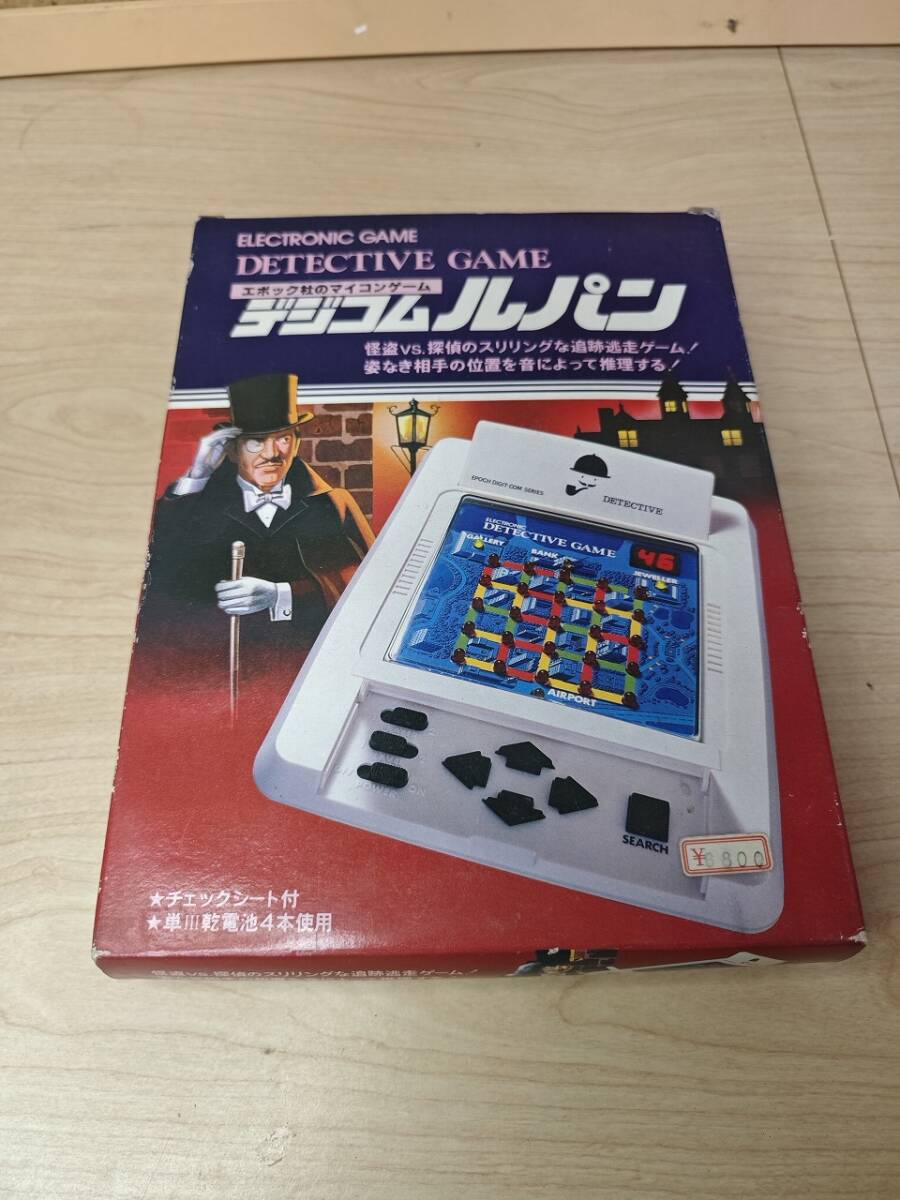 ELECTRONIC GAME
DETECTIVE GAME
エポック社のマイコンゲーム
デジコムルパン
怪盗VS.探偵のスリリングな追跡逃走ゲーム!
姿なき相手の位置を音によって推理する!
EPOCH DIGIT-COM SERIES
DETECTIVE
ELECTRONIC
DETECTIVE GAME
46
GALLERY
BANK
JEWELLER
AIRPORT
ON
POWER
SEARCH
¥6800
★チェックシート付
★単III乾電池4本使用
怪盗VS.探偵のスリリングな追跡逃走ゲーム!